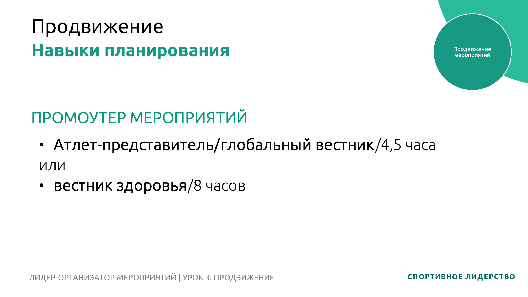 Продвижение
Навыки планирования
Продвижение
мероприятий
ПРОМОУТЕР МЕРОПРИЯТИЙ
• Атлет-представитель/глобальный вестник/4,5 часа
или
• вестник здоровья/8 часов
ЛИДЕР-ОРГАНИЗАТОР МЕРОПРИЯТИЙ | УРОК 3. ПРОДВИЖЕНИЕ
СПОРТИВНОЕ ЛИДЕРСТВО